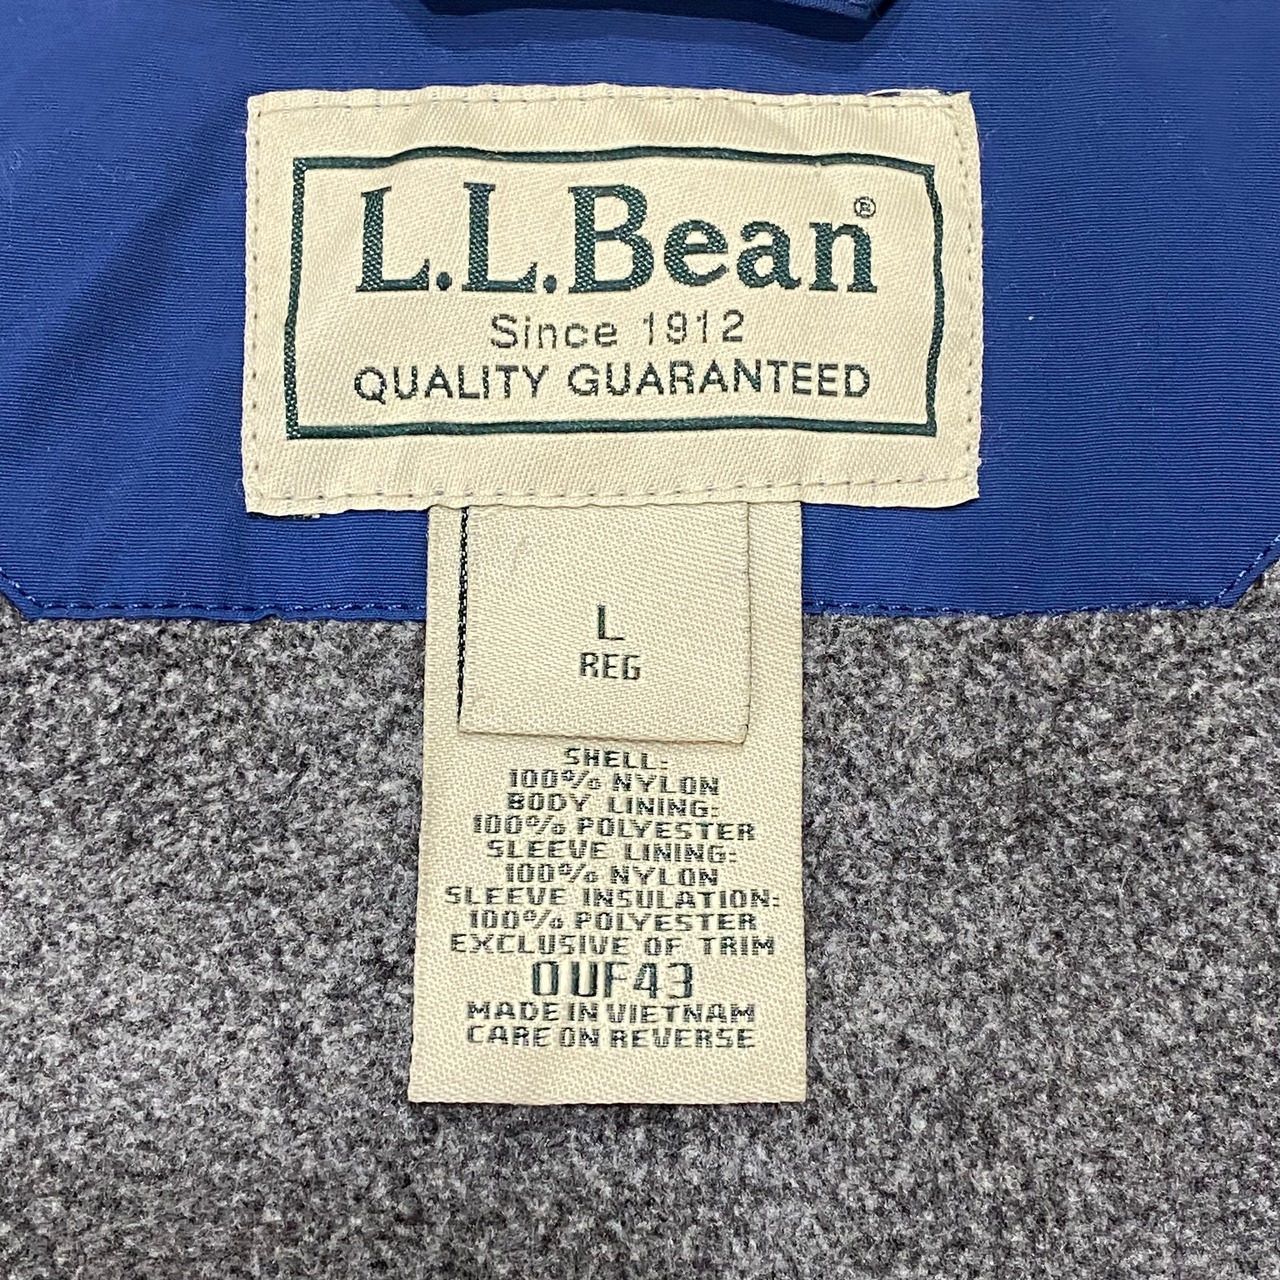 L.L.Bean®
Since 1912
QUALITY GUARANTEED
L
REG
SHELL:
100% NYLON
BODY LINING:
100% POLYESTER
SLEEVE LINING:
100% NYLON
SLEEVE INSULATION:
100% POLYESTER
EXCLUSIVE OF TRIM
0UF43
MADE IN VIETNAM
CARE ON REVERSE